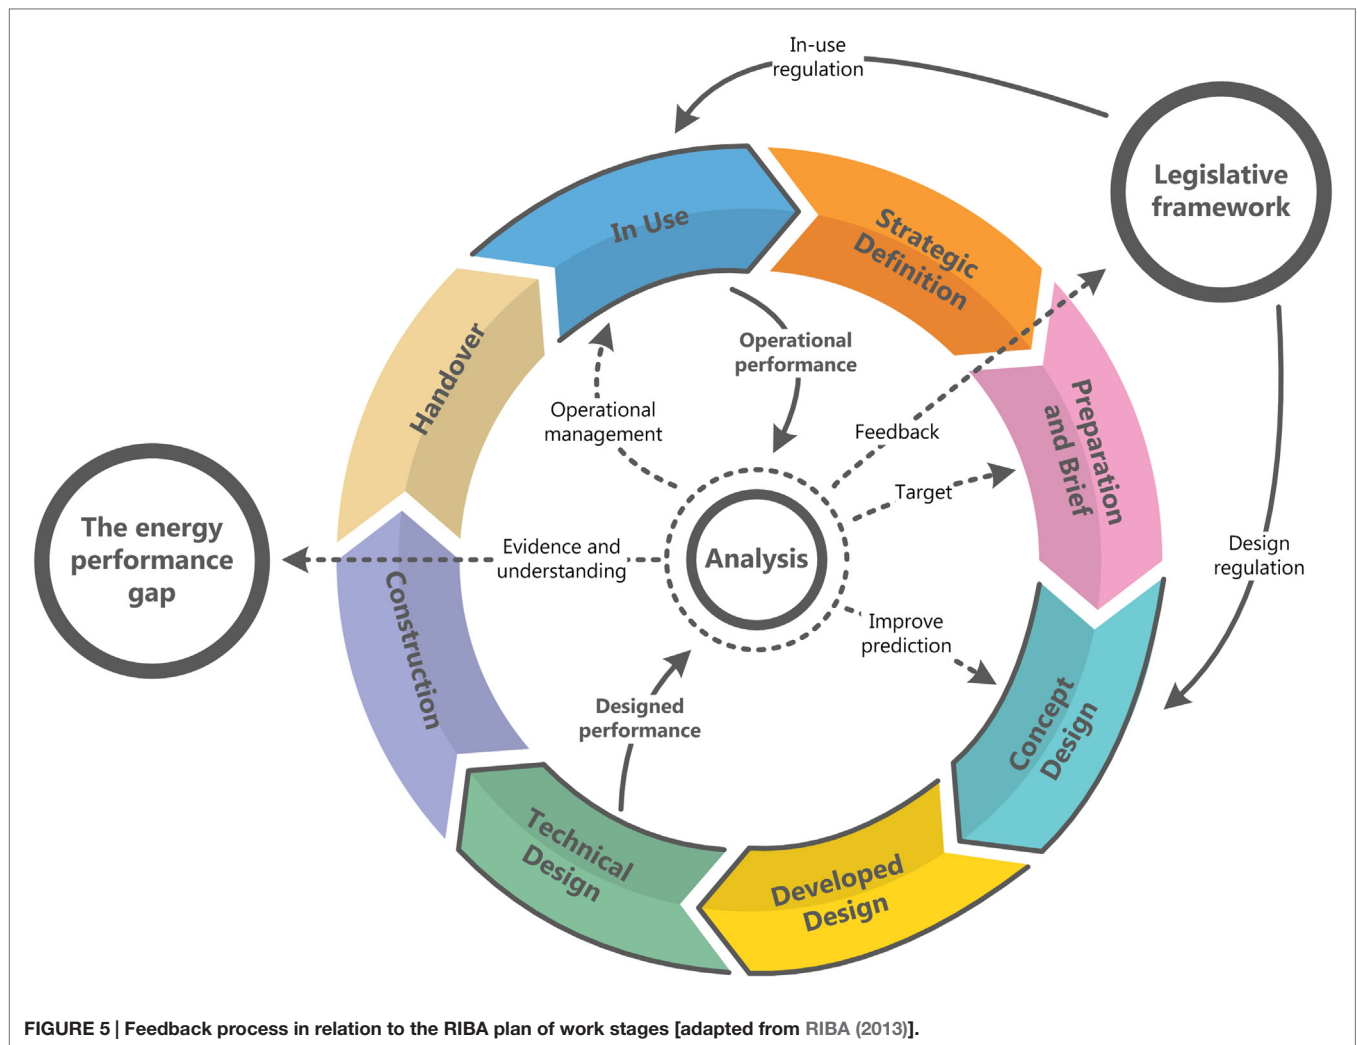 In-use
regulation
Legislative
framework
In Use
Strategic
Definition
Operational
performance
Handover
Operational
management
Feedback
Preparation
and Brief
Target
The energy
performance
gap
Evidence and
understanding
Analysis
Design
regulation
Construction
Improve
prediction
Designed
performance
Concept
Design
Technical
Design
Developed
Design
FIGURE 5 | Feedback process in relation to the RIBA plan of work stages [adapted from RIBA (2013)].